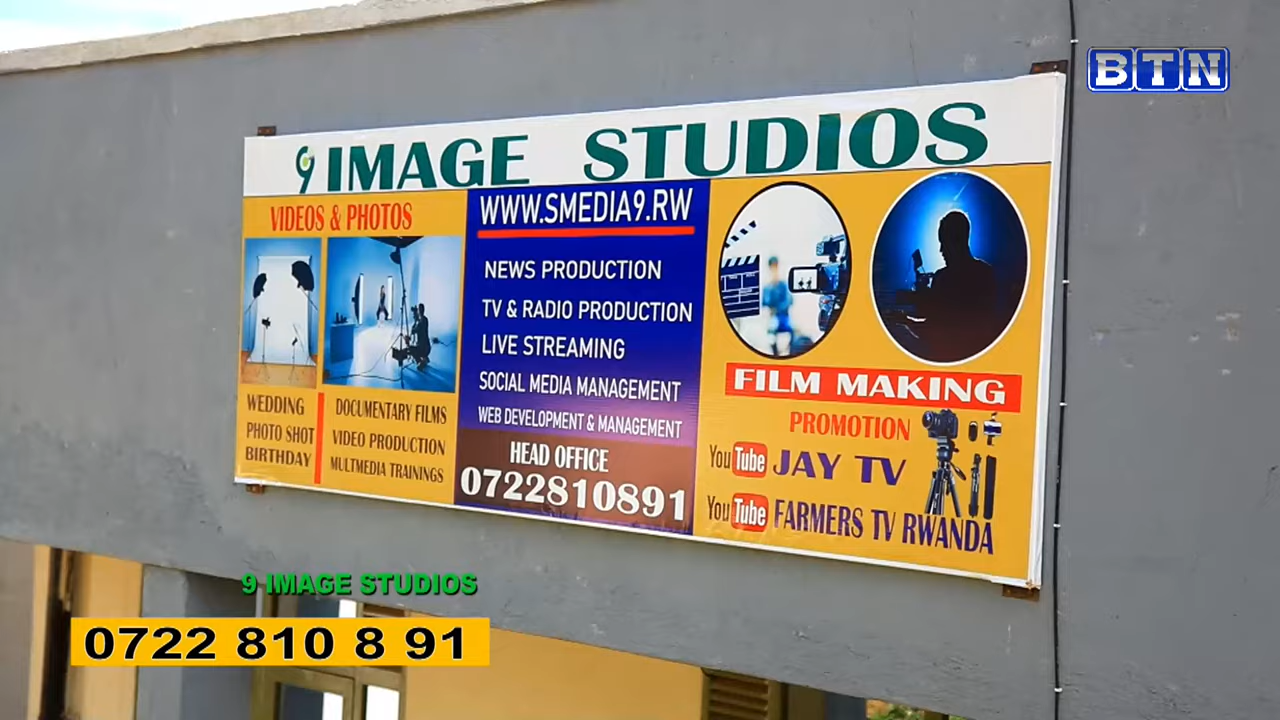 BTN
9 IMAGE STUDIOS
VIDEOS & PHOTOS
WEDDING
PHOTO SHOT
BIRTHDAY
DOCUMENTARY FILMS
VIDEO PRODUCTION
MULTMEDIA TRAININGS
WWW.SMEDIA9.RW
NEWS PRODUCTION
TV & RADIO PRODUCTION
LIVE STREAMING
SOCIAL MEDIA MANAGEMENT
WEB DEVELOPMENT & MANAGEMENT
HEAD OFFICE
0722810891
FILM MAKING
PROMOTION
YouTube JAY TV
YouTube FARMERS TV RWANDA
9 IMAGE STUDIOS
0722 810 8 91